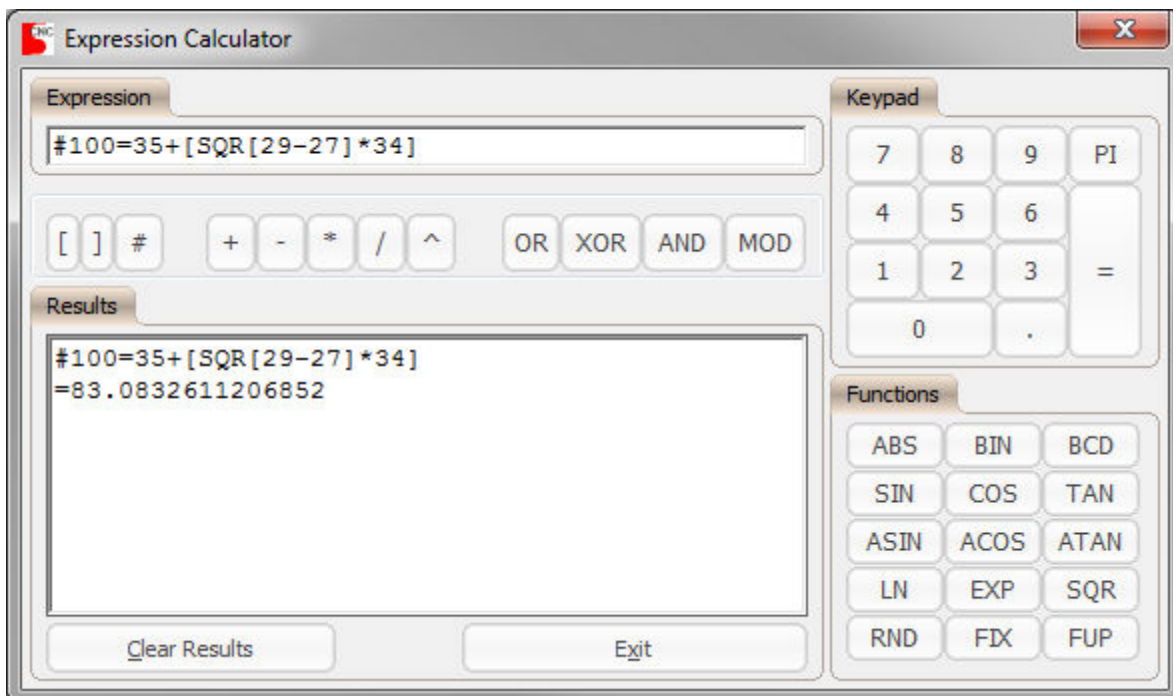 CNC Expression Calculator
Expression
#100=35+[SQR[29-27]*34]
[ ] # + - * / ^ OR XOR AND MOD
Results
#100=35+[SQR[29-27]*34]
=83.0832611206852
Clear Results Exit
Keypad
7 8 9 PI
4 5 6
1 2 3 =
0 .
Functions
ABS BIN BCD
SIN COS TAN
ASIN ACOS ATAN
LN EXP SQR
RND FIX FUP